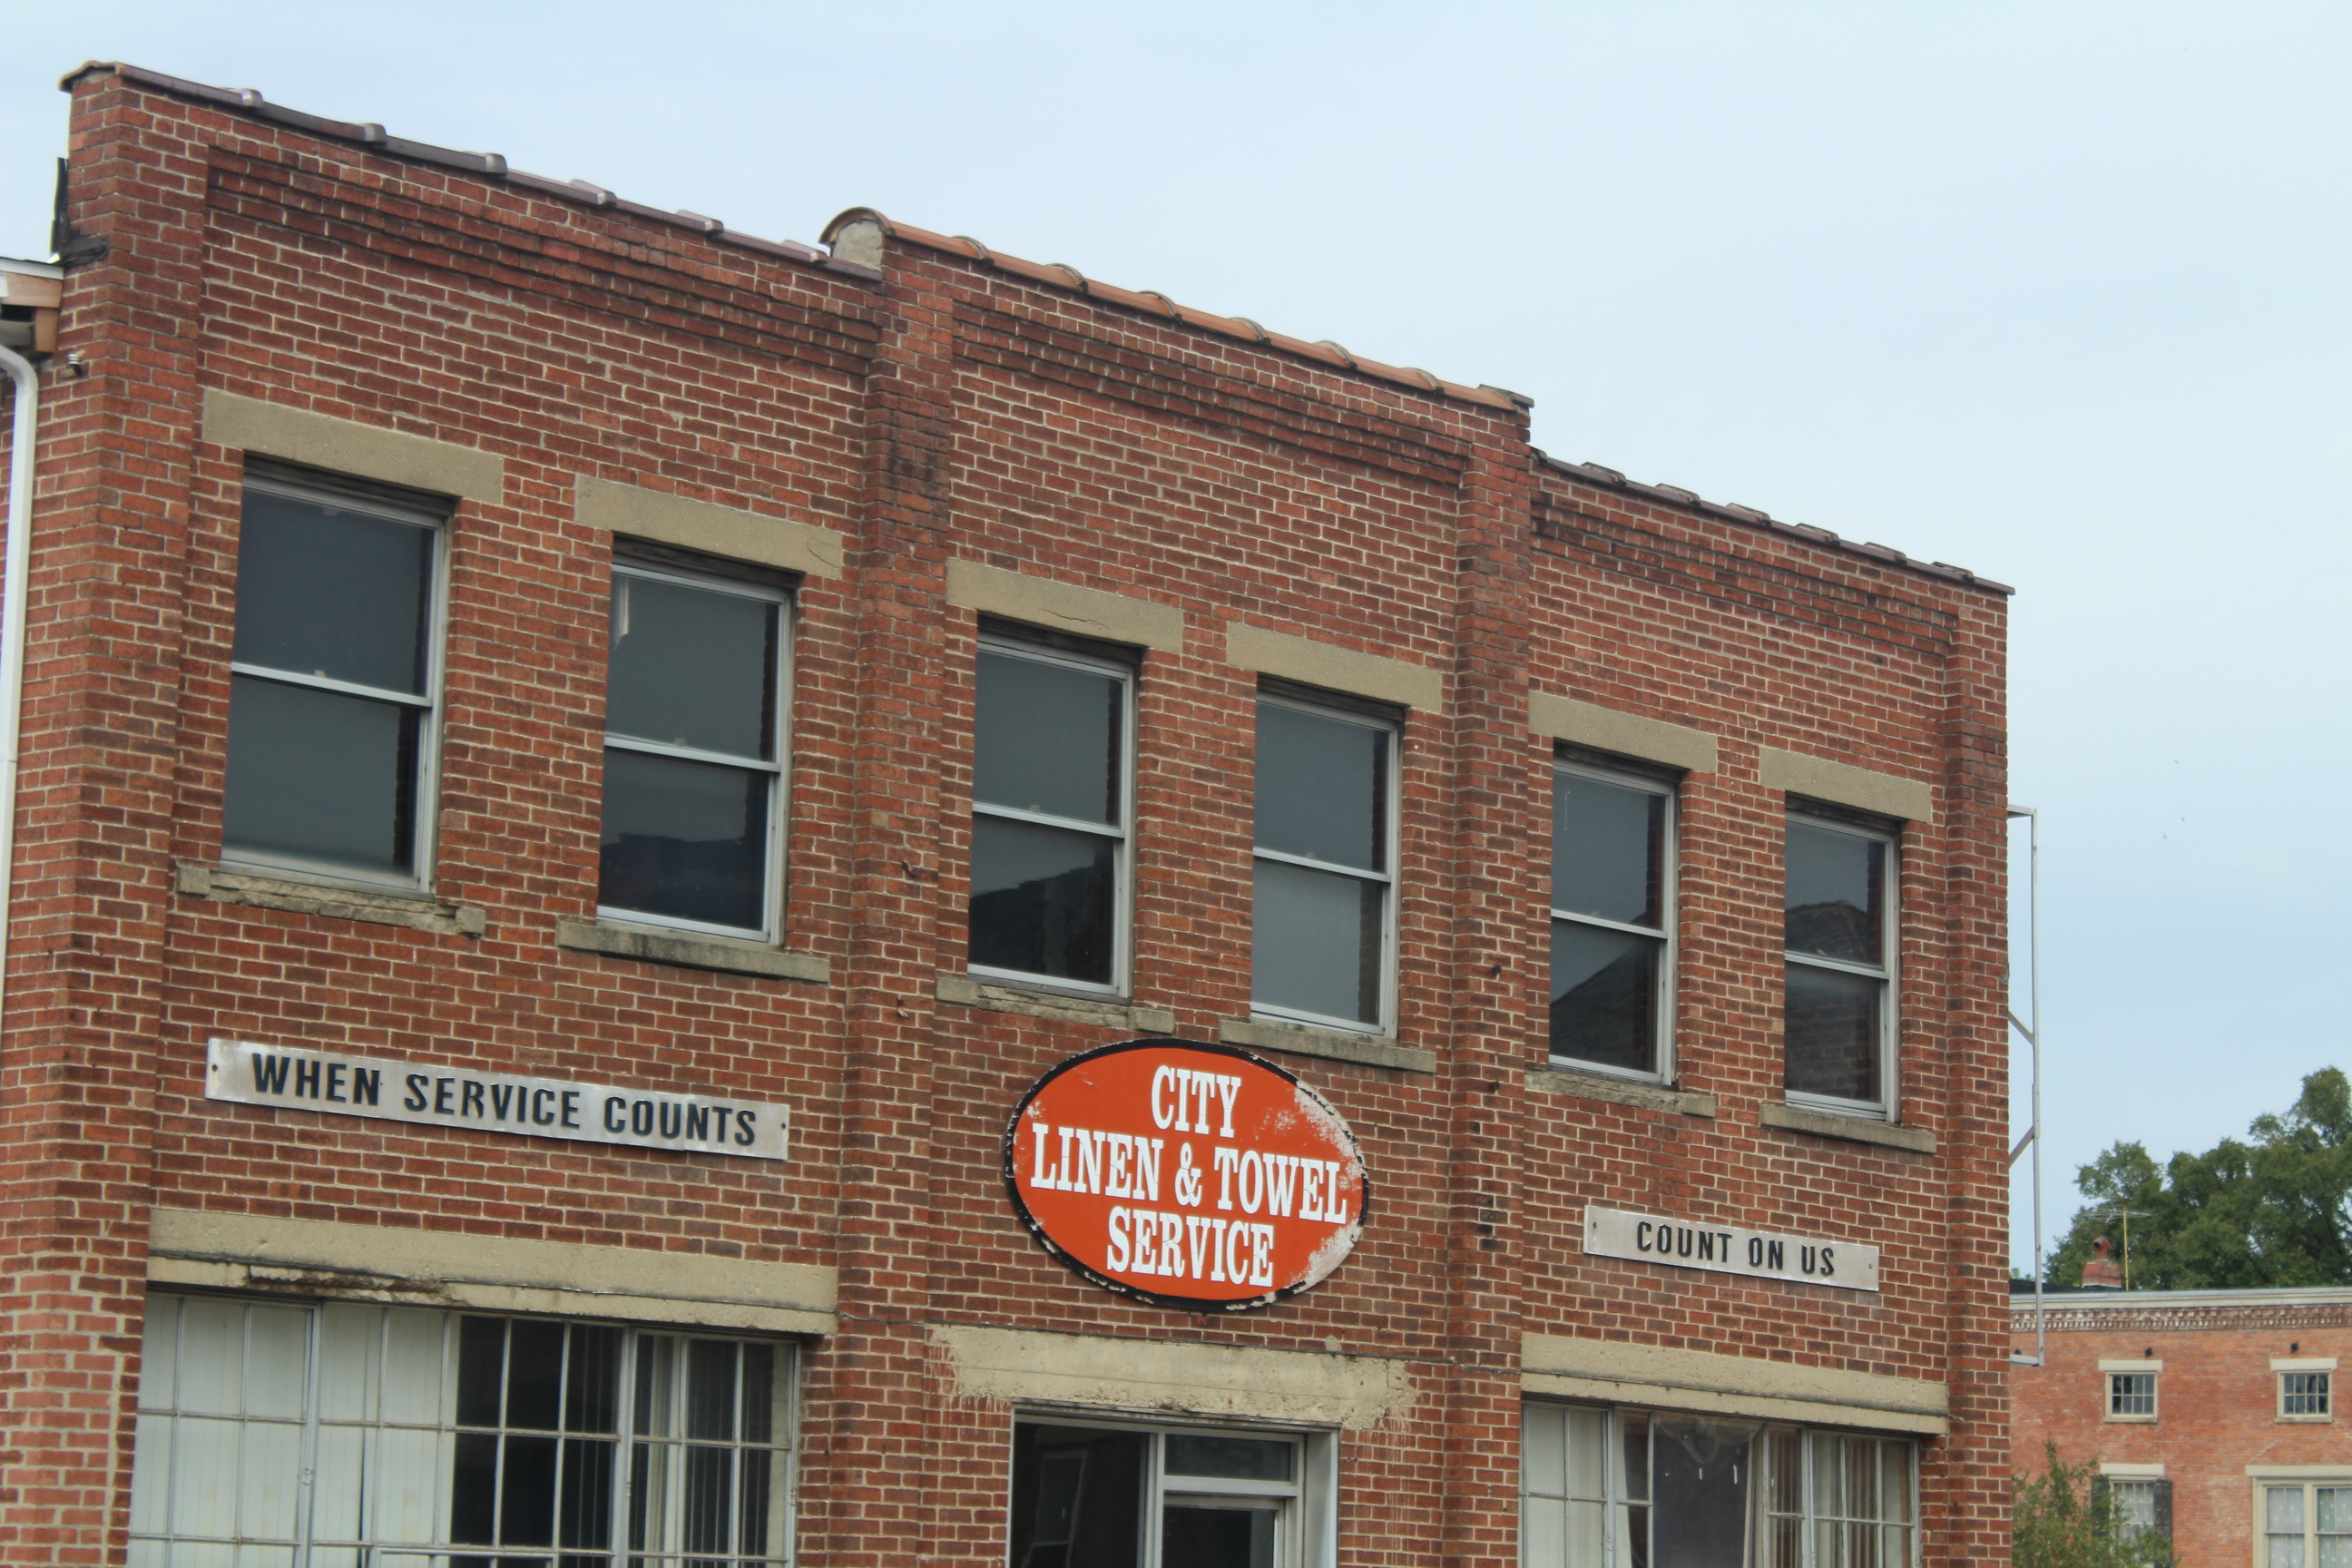 WHEN SERVICE COUNTS
CITY
LINEN & TOWEL
SERVICE
COUNT ON US